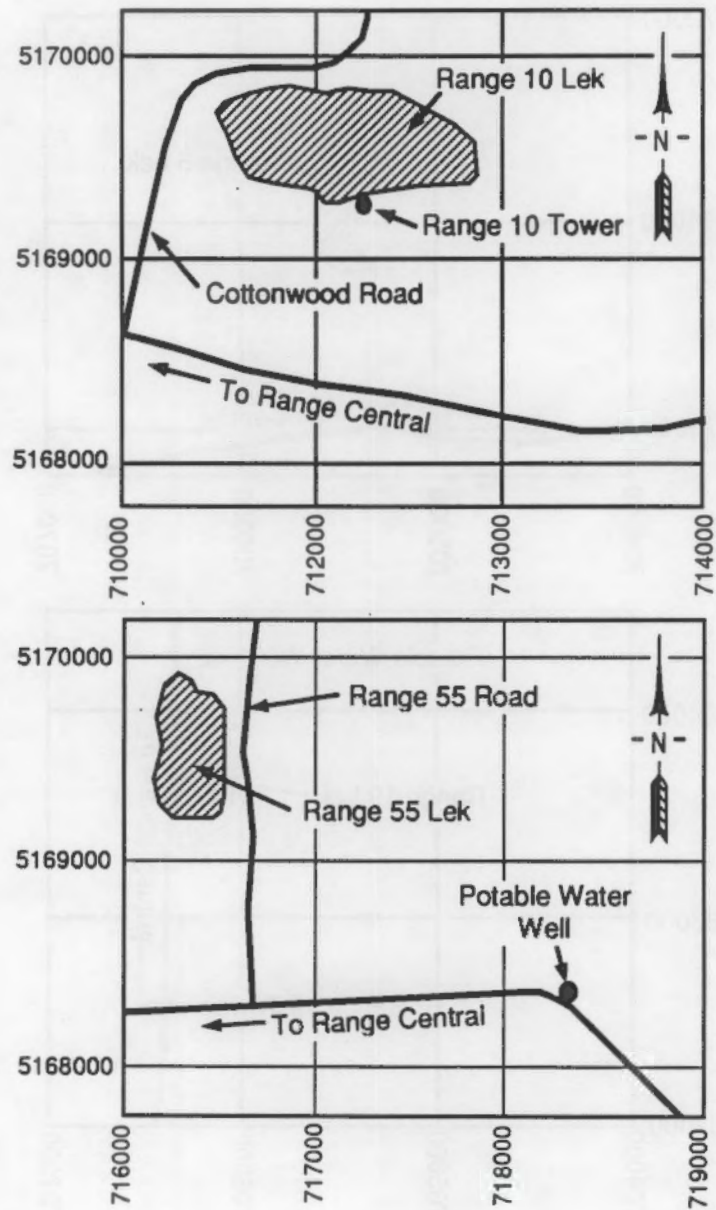 5170000
Range 10 Lek
N
Range 10 Tower
5169000
Cottonwood Road
To Range Central
5168000
710000
712000
713000
714000
5170000
Range 55 Road
N
Range 55 Lek
5169000
Potable Water
Well
To Range Central
5168000
716000
717000
718000
719000